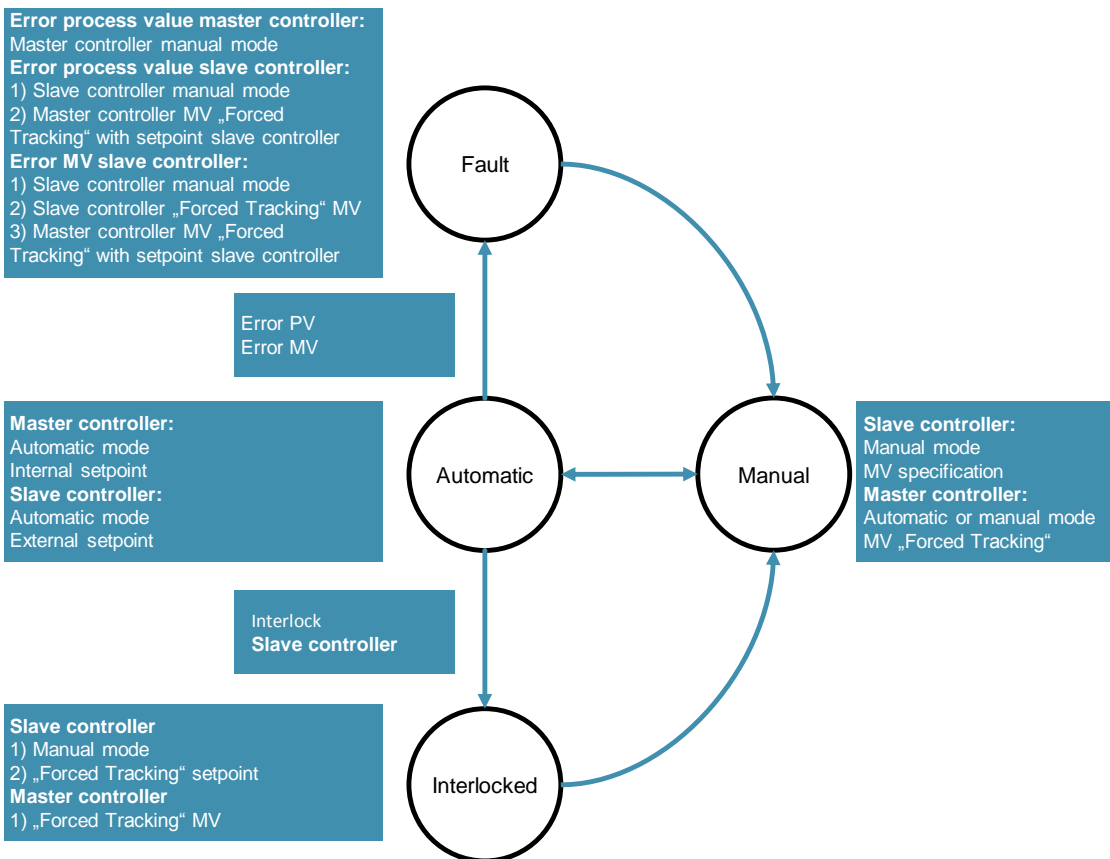 Error process value master controller:
Master controller manual mode
Error process value slave controller:
1) Slave controller manual mode
2) Master controller MV „Forced
Tracking“ with setpoint slave controller
Error MV slave controller:
1) Slave controller manual mode
2) Slave controller „Forced Tracking“ MV
3) Master controller MV „Forced
Tracking“ with setpoint slave controller
Fault
Error PV
Error MV
Master controller:
Automatic mode
Internal setpoint
Slave controller:
Automatic mode
External setpoint
Automatic
Manual
Slave controller:
Manual mode
MV specification
Master controller:
Automatic or manual mode
MV „Forced Tracking“
Interlock
Slave controller
Slave controller
1) Manual mode
2) „Forced Tracking“ setpoint
Master controller
1) „Forced Tracking“ MV
Interlocked